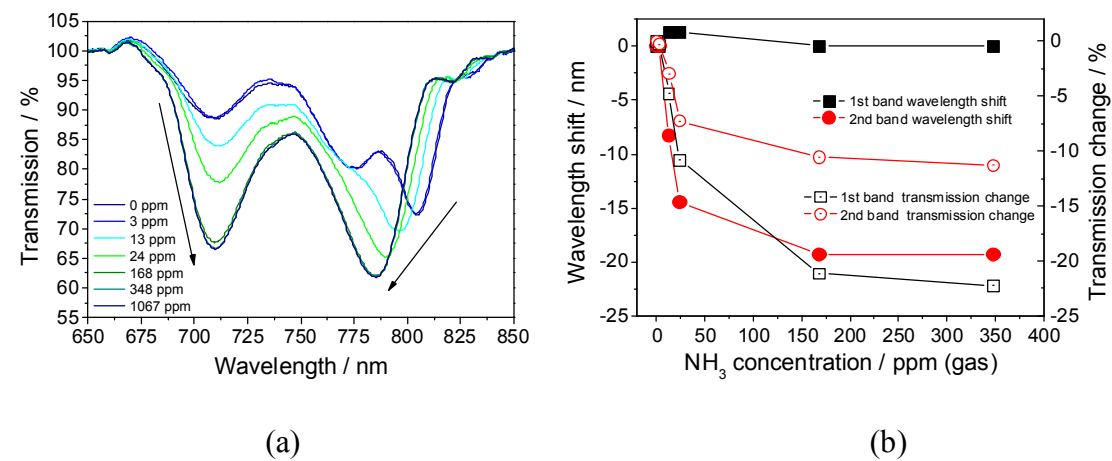 (a)
Transmission / %
105
100
95
90
85
80
75
70
65
60
55
0 ppm
3 ppm
13 ppm
24 ppm
168 ppm
348 ppm
1067 ppm
650 675 700 725 750 775 800 825 850
Wavelength / nm
(a)
(b)
Wavelength shift / nm
0
-5
-10
-15
-20
-25
1st band wavelength shift
2nd band wavelength shift
1st band transmission change
2nd band transmission change
0
-5
-10
-15
-20
-25
Transmission change / %
0 50 100 150 200 250 300 350 400
NH₃ concentration / ppm (gas)
(b)